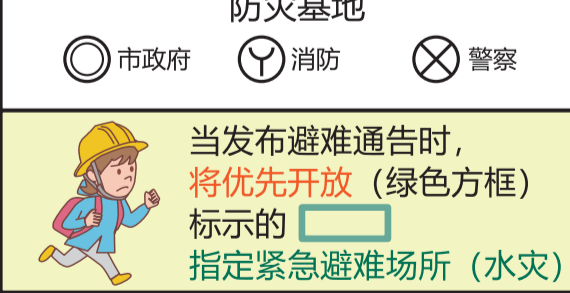 防灾基地
市政府 消防 警察
当发布避难通告时，
将优先开放（绿色方框）
标示的
指定紧急避难场所（水灾）